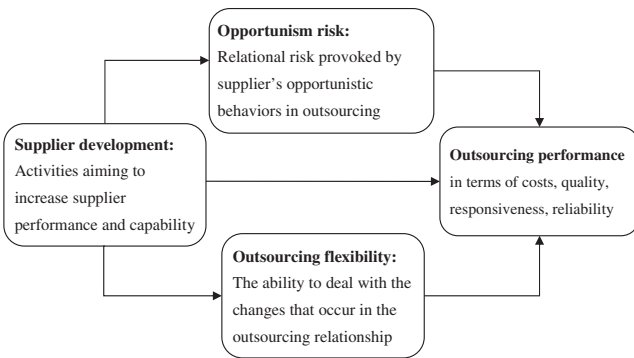 Opportunism risk:
Relational risk provoked by
supplier's opportunistic
behaviors in outsourcing
Supplier development:
Activities aiming to
increase supplier
performance and capability
Outsourcing performance
in terms of costs, quality,
responsiveness, reliability
Outsourcing flexibility:
The ability to deal with the
changes that occur in the
outsourcing relationship